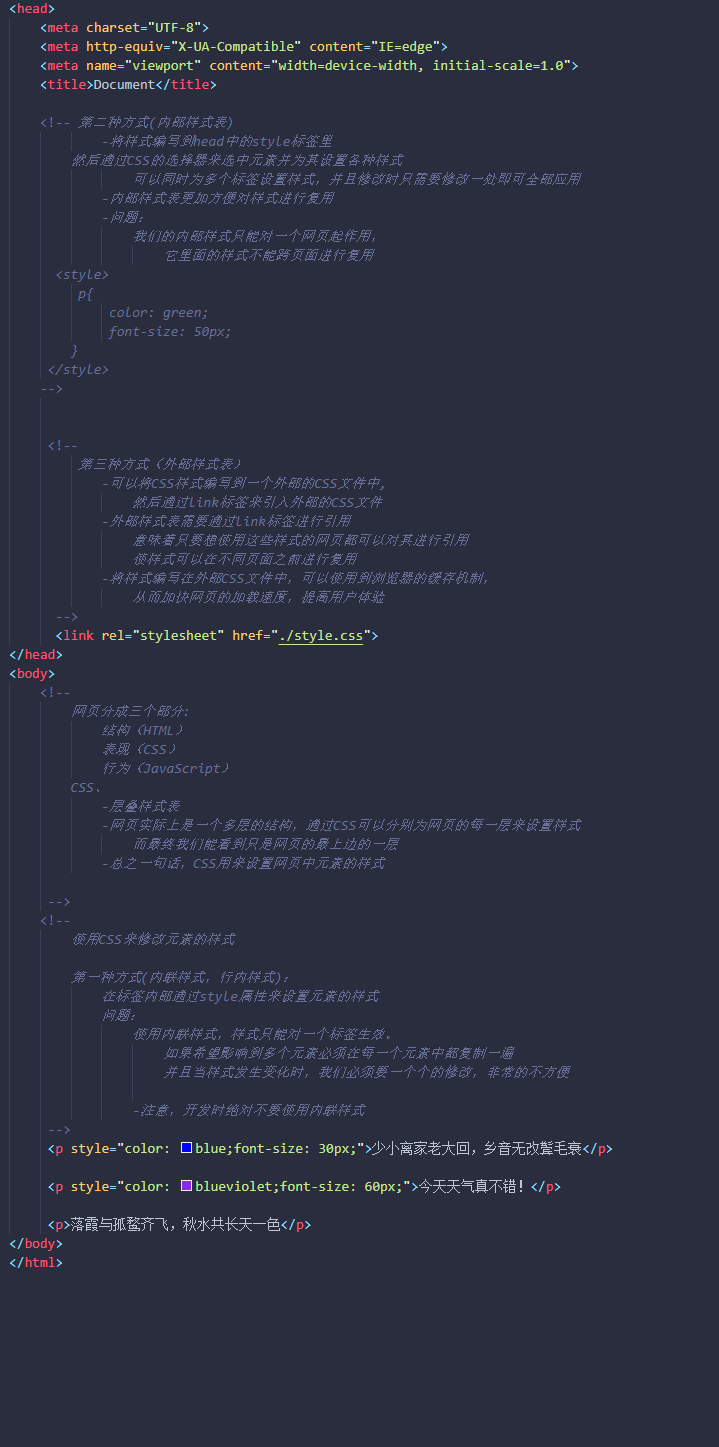 <head>
<meta charset="UTF-8">
<meta http-equiv="X-UA-Compatible" content="IE=edge">
<meta name="viewport" content="width=device-width, initial-scale=1.0">
<title>Document</title>
<!-- 第二种方式(内部样式表)
-将样式编写到head中的style标签里
然后通过CSS的选择器来选中元素并为其设置各种样式
可以同时为多个标签设置样式，并且修改时只需要修改一处即可全部应用
-内部样式表更加方便对样式进行复用
-问题：
我们的内部样式只能对一个网页起作用，
它里面的样式不能跨页面进行复用
<style>
p{
color: green;
font-size: 50px;
}
</style>
-->
<!--
第三种方式（外部样式表）
-可以将CSS样式编写到一个外部的CSS文件中,
然后通过link标签来引入外部的CSS文件
-外部样式表需要通过link标签进行引用
意味着只要想使用这些样式的网页都可以对其进行引用
使样式可以在不同页面之前进行复用
-将样式编写在外部CSS文件中，可以使用到浏览器的缓存机制，
从而加快网页的加载速度，提高用户体验
-->
<link rel="stylesheet" href="./style.css">
</head>
<body>
<!--
网页分成三个部分:
结构（HTML）
表现（CSS）
行为（JavaScript）
CSS、
-层叠样式表
-网页实际上是一个多层的结构，通过CSS可以分别为网页的每一层来设置样式
而最终我们能看到只是网页的最上边的一层
-总之一句话，CSS用来设置网页中元素的样式
-->
<!--
使用CSS来修改元素的样式
第一种方式(内联样式，行内样式)：
在标签内部通过style属性来设置元素的样式
问题：
使用内联样式，样式只能对一个标签生效。
如果希望影响到多个元素必须在每一个元素中都复制一遍
并且当样式发生变化时，我们必须要一个个的修改，非常的不方便
-注意，开发时绝对不要使用内联样式
-->
<p style="color: blue;font-size: 30px;">少小离家老大回，乡音无改鬓毛衰</p>
<p style="color: blueviolet;font-size: 60px;">今天天气真不错！</p>
<p>落霞与孤鹜齐飞，秋水共长天一色</p>
</body>
</html>